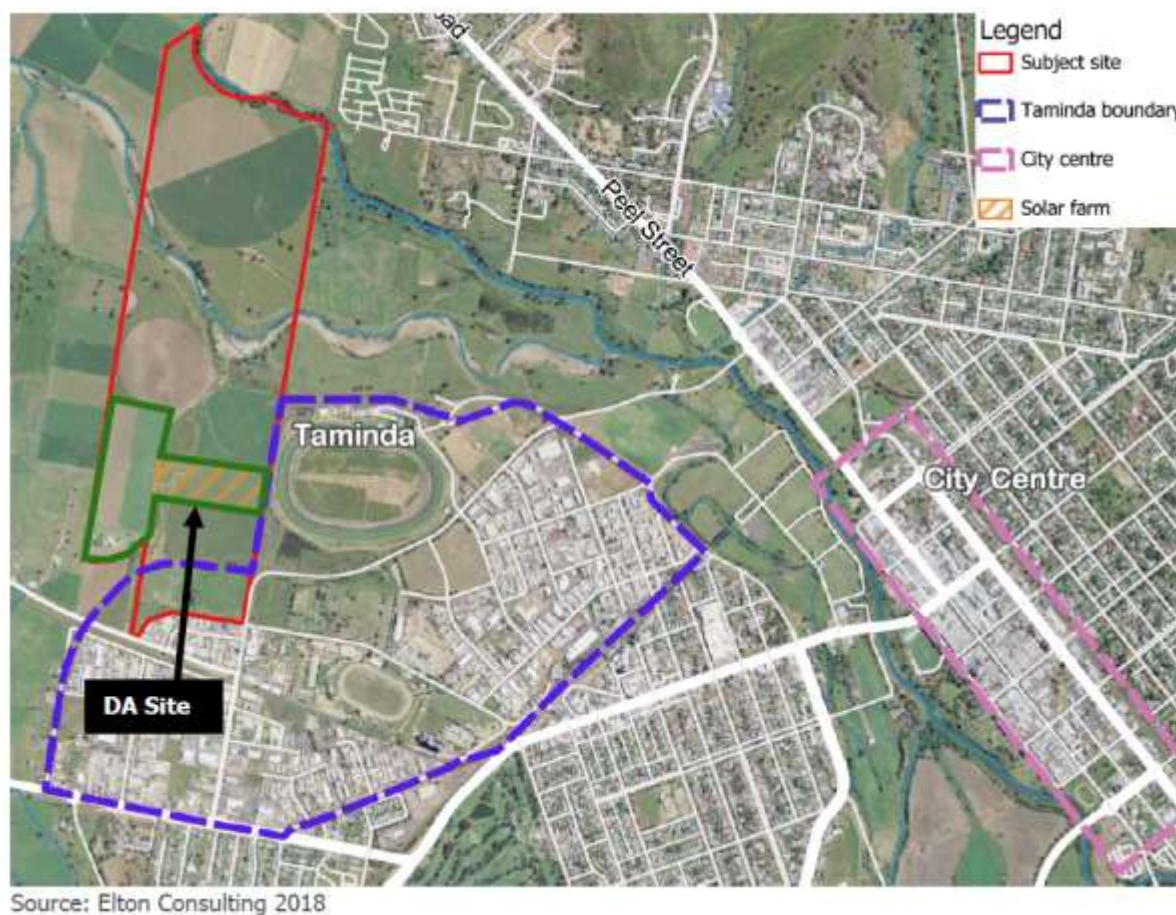 oad
Legend
Subject site
Taminda boundary
City centre
Solar farm
Peel Street
Taminda
City Centre
DA Site
Source: Elton Consulting 2018